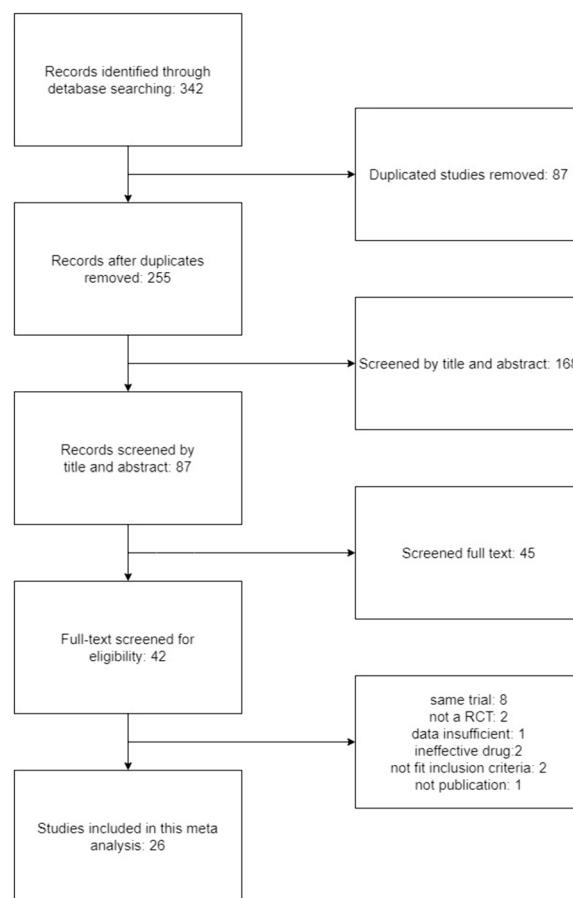 Records identified through
detabase searching: 342
Duplicated studies removed: 87
Records after duplicates
removed: 255
Screened by title and abstract: 168
Records screened by
title and abstract: 87
Screened full text: 45
Full-text screened for
eligibility: 42
same trial: 8
not a RCT: 2
data insufficient: 1
ineffective drug:2
not fit inclusion criteria: 2
not publication: 1
Studies included in this meta
analysis: 26